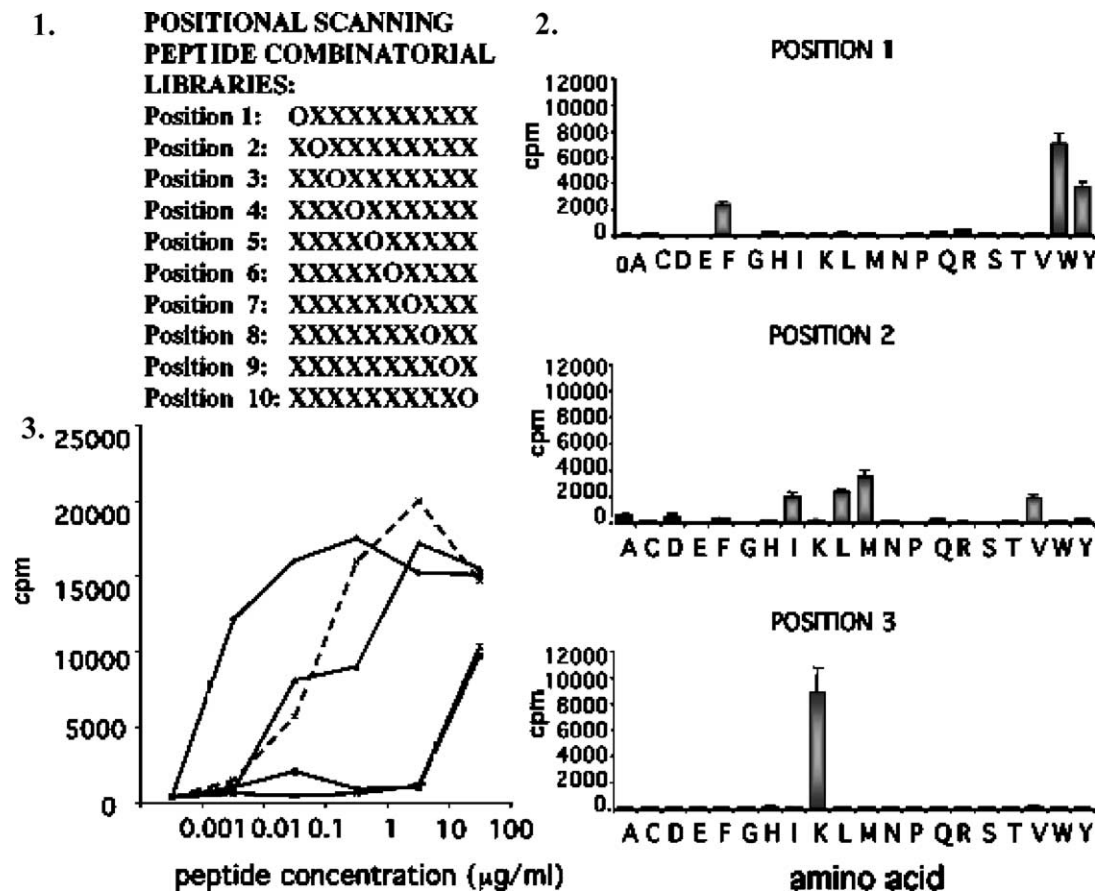 1.
POSITIONAL SCANNING
PEPTIDE COMBINATORIAL
LIBRARIES:
Position 1: OXXXXXXXXX
Position 2: XOXXXXXXXX
Position 3: XXOXXXXXXX
Position 4: XXXOXXXXXX
Position 5: XXXXOXXXXX
Position 6: XXXXXOXXXX
Position 7: XXXXXXOXXX
Position 8: XXXXXXXOXX
Position 9: XXXXXXXXOX
Position 10: XXXXXXXXXO
2.
POSITION 1
12000
10000
8000
6000
4000
2000
0
cpm
0A C D E F G H I K L M N P Q R S T V W Y
POSITION 2
12000
10000
8000
6000
4000
2000
0
cpm
A C D E F G H I K L M N P Q R S T V W Y
POSITION 3
12000
10000
8000
6000
4000
2000
0
cpm
A C D E F G H I K L M N P Q R S T V W Y
amino acid
3.
25000
20000
15000
10000
5000
0
cpm
0.001 0.01 0.1 1 10 100
peptide concentration (μg/ml)